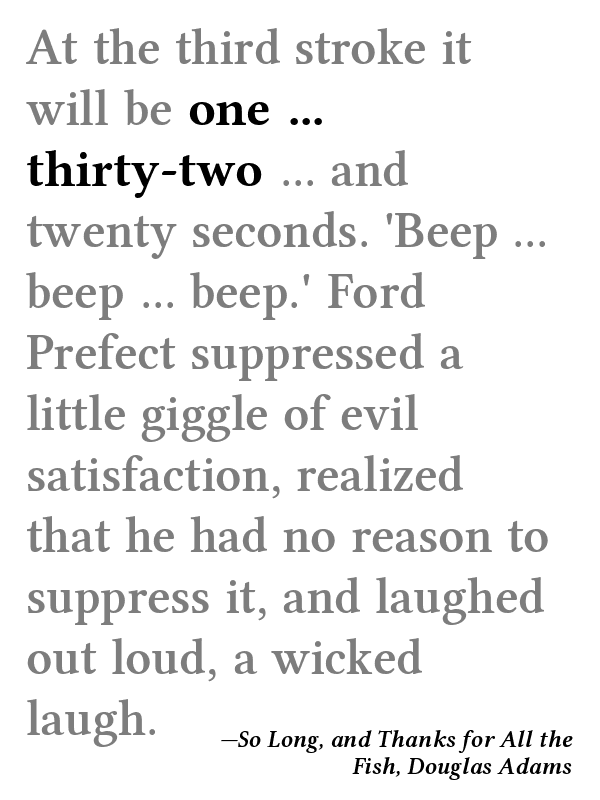 At the third stroke it
will be one ...
thirty-two ... and
twenty seconds. 'Beep ...
beep ... beep.' Ford
Prefect suppressed a
little giggle of evil
satisfaction, realized
that he had no reason to
suppress it, and laughed
out loud, a wicked
laugh.
—So Long, and Thanks for All the
Fish, Douglas Adams